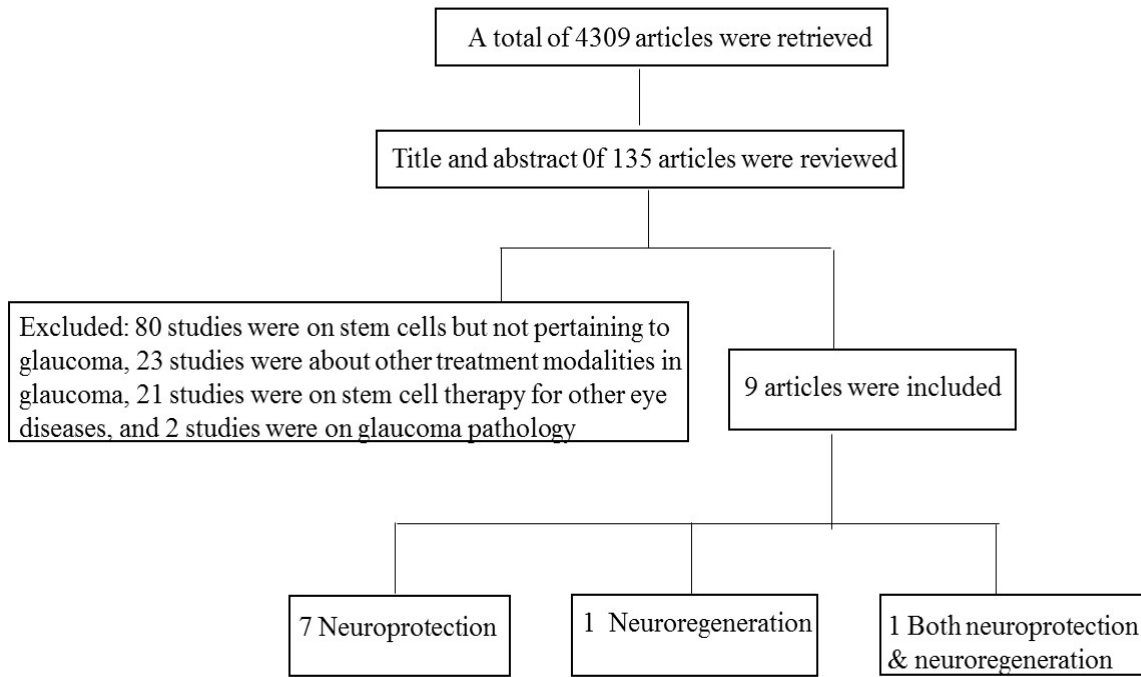 A total of 4309 articles were retrieved
Title and abstract 0f 135 articles were reviewed
Excluded: 80 studies were on stem cells but not pertaining to
glaucoma, 23 studies were about other treatment modalities in
glaucoma, 21 studies were on stem cell therapy for other eye
diseases, and 2 studies were on glaucoma pathology
9 articles were included
7 Neuroprotection
1 Neuroregeneration
1 Both neuroprotection
& neuroregeneration